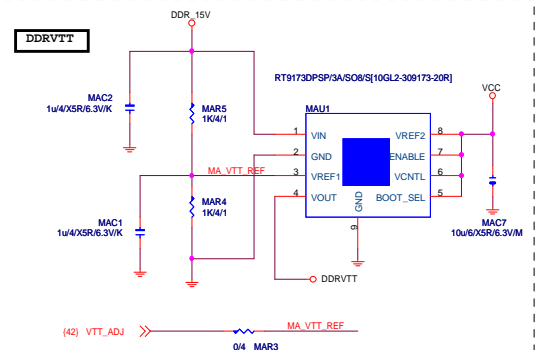 DDR_15V
DDRVTT
RT9173DPSP/3A/SO8/S[10GL2-309173-20R]
VCC
MAC2
1u/4/X5R/6.3V/K
MAR5
1K/4/1
MAU1
1 VIN VREF2 8
2 GND ENABLE 7
MA_VTT_REF 3 VREF1 VCNTL 6
4 VOUT BOOT_SEL 5
GND
9
MAR4
1K/4/1
MAC1
1u/4/X5R/6.3V/K
MAC7
10u/6/X5R/6.3V/M
DDRVTT
{42} VTT_ADJ MA_VTT_REF
0/4 MAR3